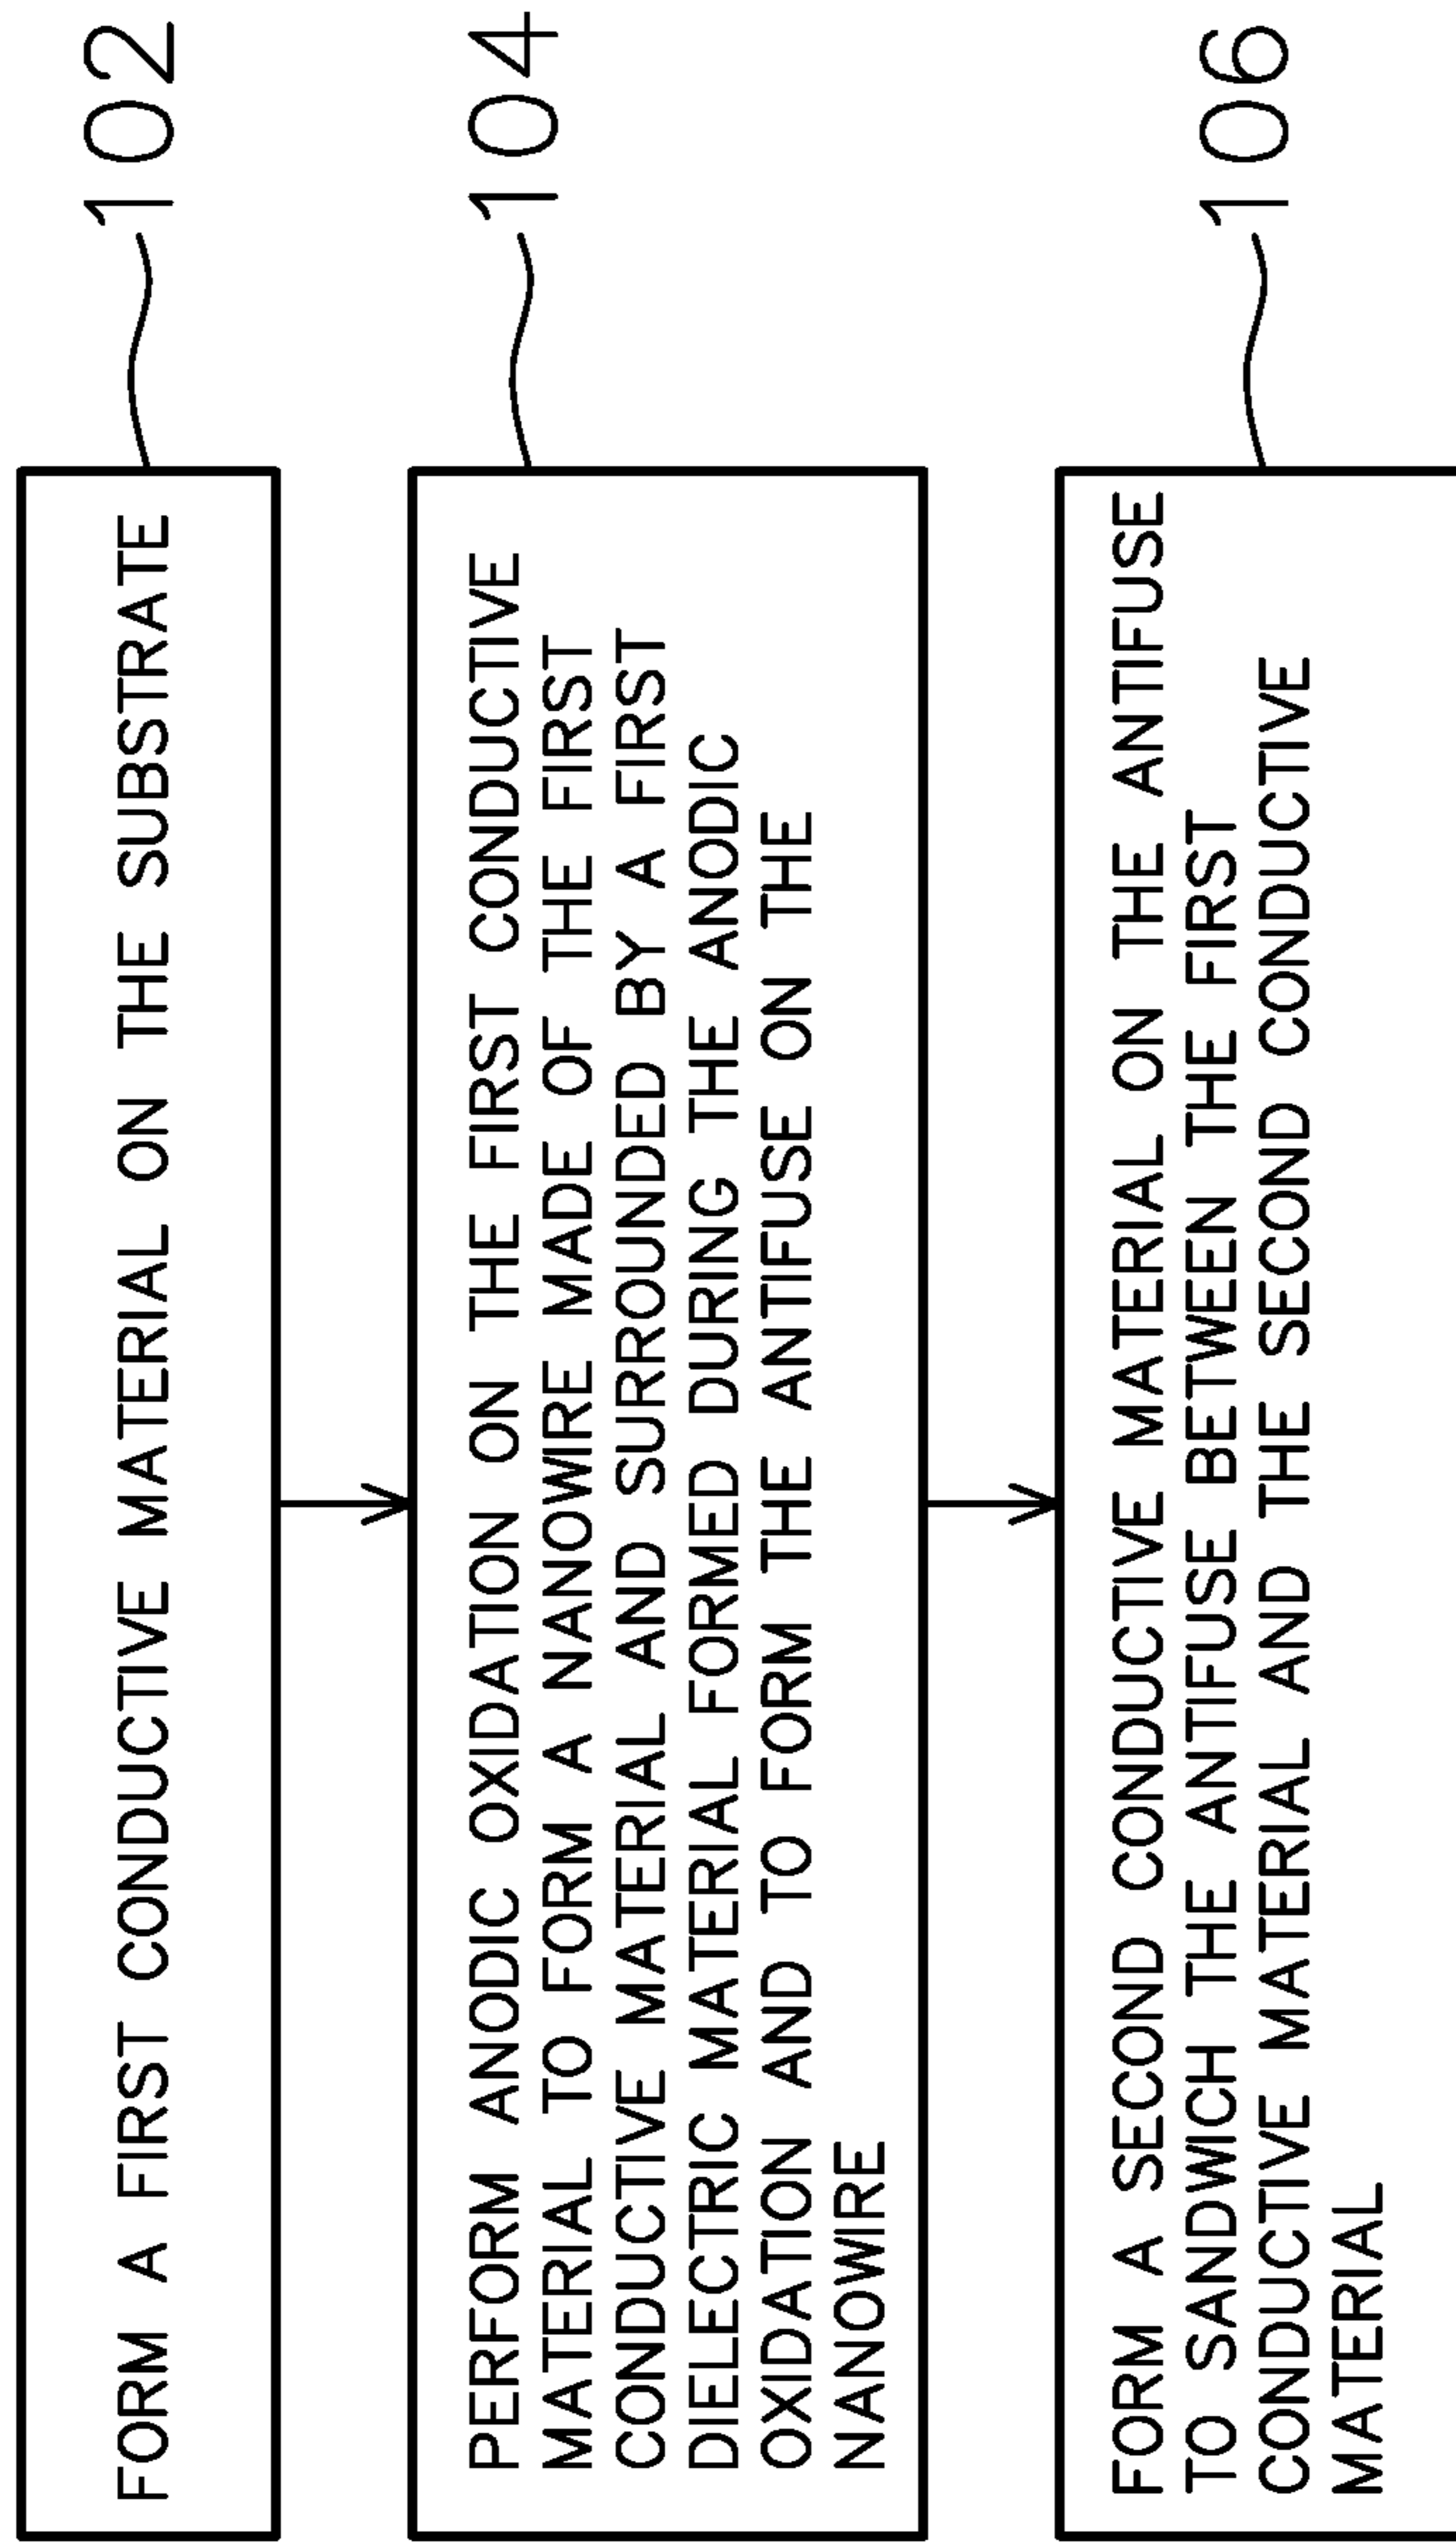 FORM A FIRST CONDUCTIVE MATERIAL ON THE SUBSTRATE
102
PERFORM ANODIC OXIDATION ON THE FIRST CONDUCTIVE
MATERIAL TO FORM A NANOWIRE MADE OF THE FIRST
CONDUCTIVE MATERIAL AND SURROUNDED BY A FIRST
DIELECTRIC MATERIAL FORMED DURING THE ANODIC
OXIDATION AND TO FORM THE ANTIFUSE ON THE
NANOWIRE
104
FORM A SECOND CONDUCTIVE MATERIAL ON THE ANTIFUSE
TO SANDWICH THE ANTIFUSE BETWEEN THE FIRST
CONDUCTIVE MATERIAL AND THE SECOND CONDUCTIVE
MATERIAL
106